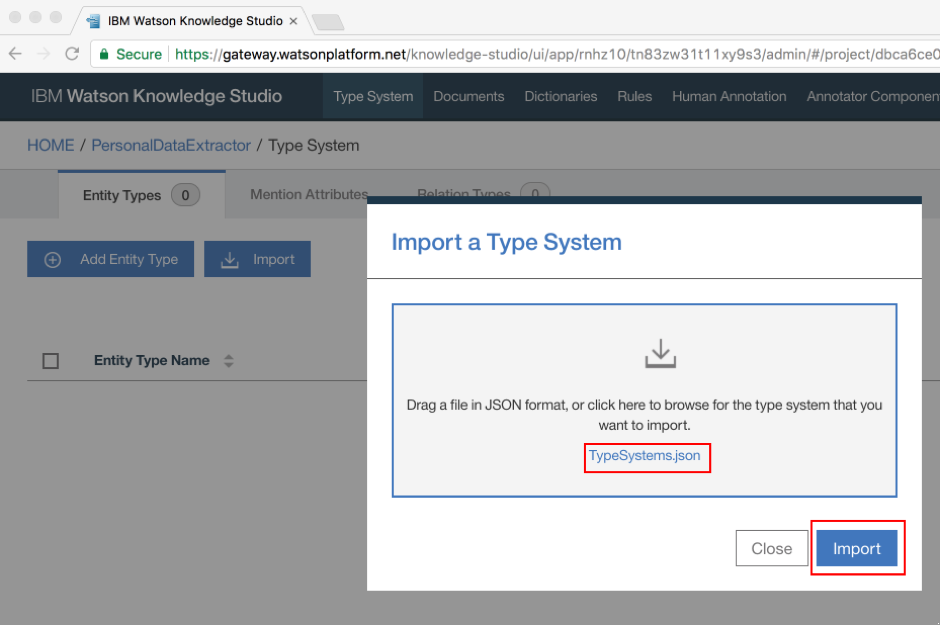 IBM Watson Knowledge Studio
Secure https://gateway.watsonplatform.net/knowledge-studio/ui/app/rnhz10/tn83zw31t11xy9s3/admin/#/project/dbca6ce0
IBM Watson Knowledge Studio Type System Documents Dictionaries Rules Human Annotation Annotator Componen
HOME / PersonalDataExtractor / Type System
Entity Types 0 Mention Attributes Relation Types 0
Import a Type System
Add Entity Type Import
Entity Type Name
Drag a file in JSON format, or click here to browse for the type system that you
want to import.
TypeSystems.json
Close Import